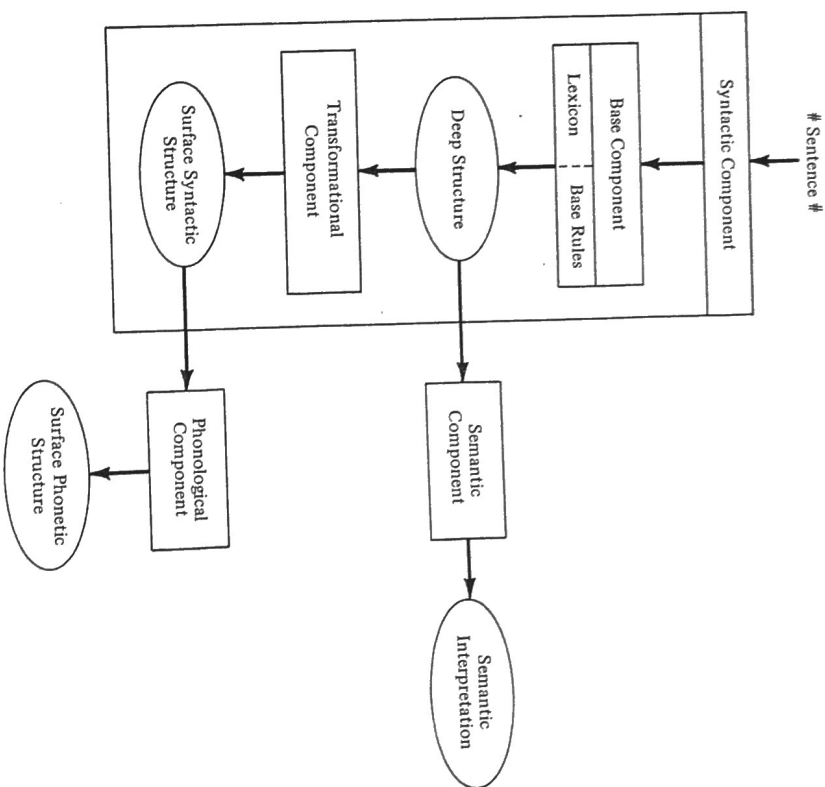 # Sentence #
Syntactic Component
Base Component
Lexicon
Base Rules
Deep Structure
Semantic
Component
Semantic
Interpretation
Transformational
Component
Surface Syntactic
Structure
Phonological
Component
Surface Phonetic
Structure